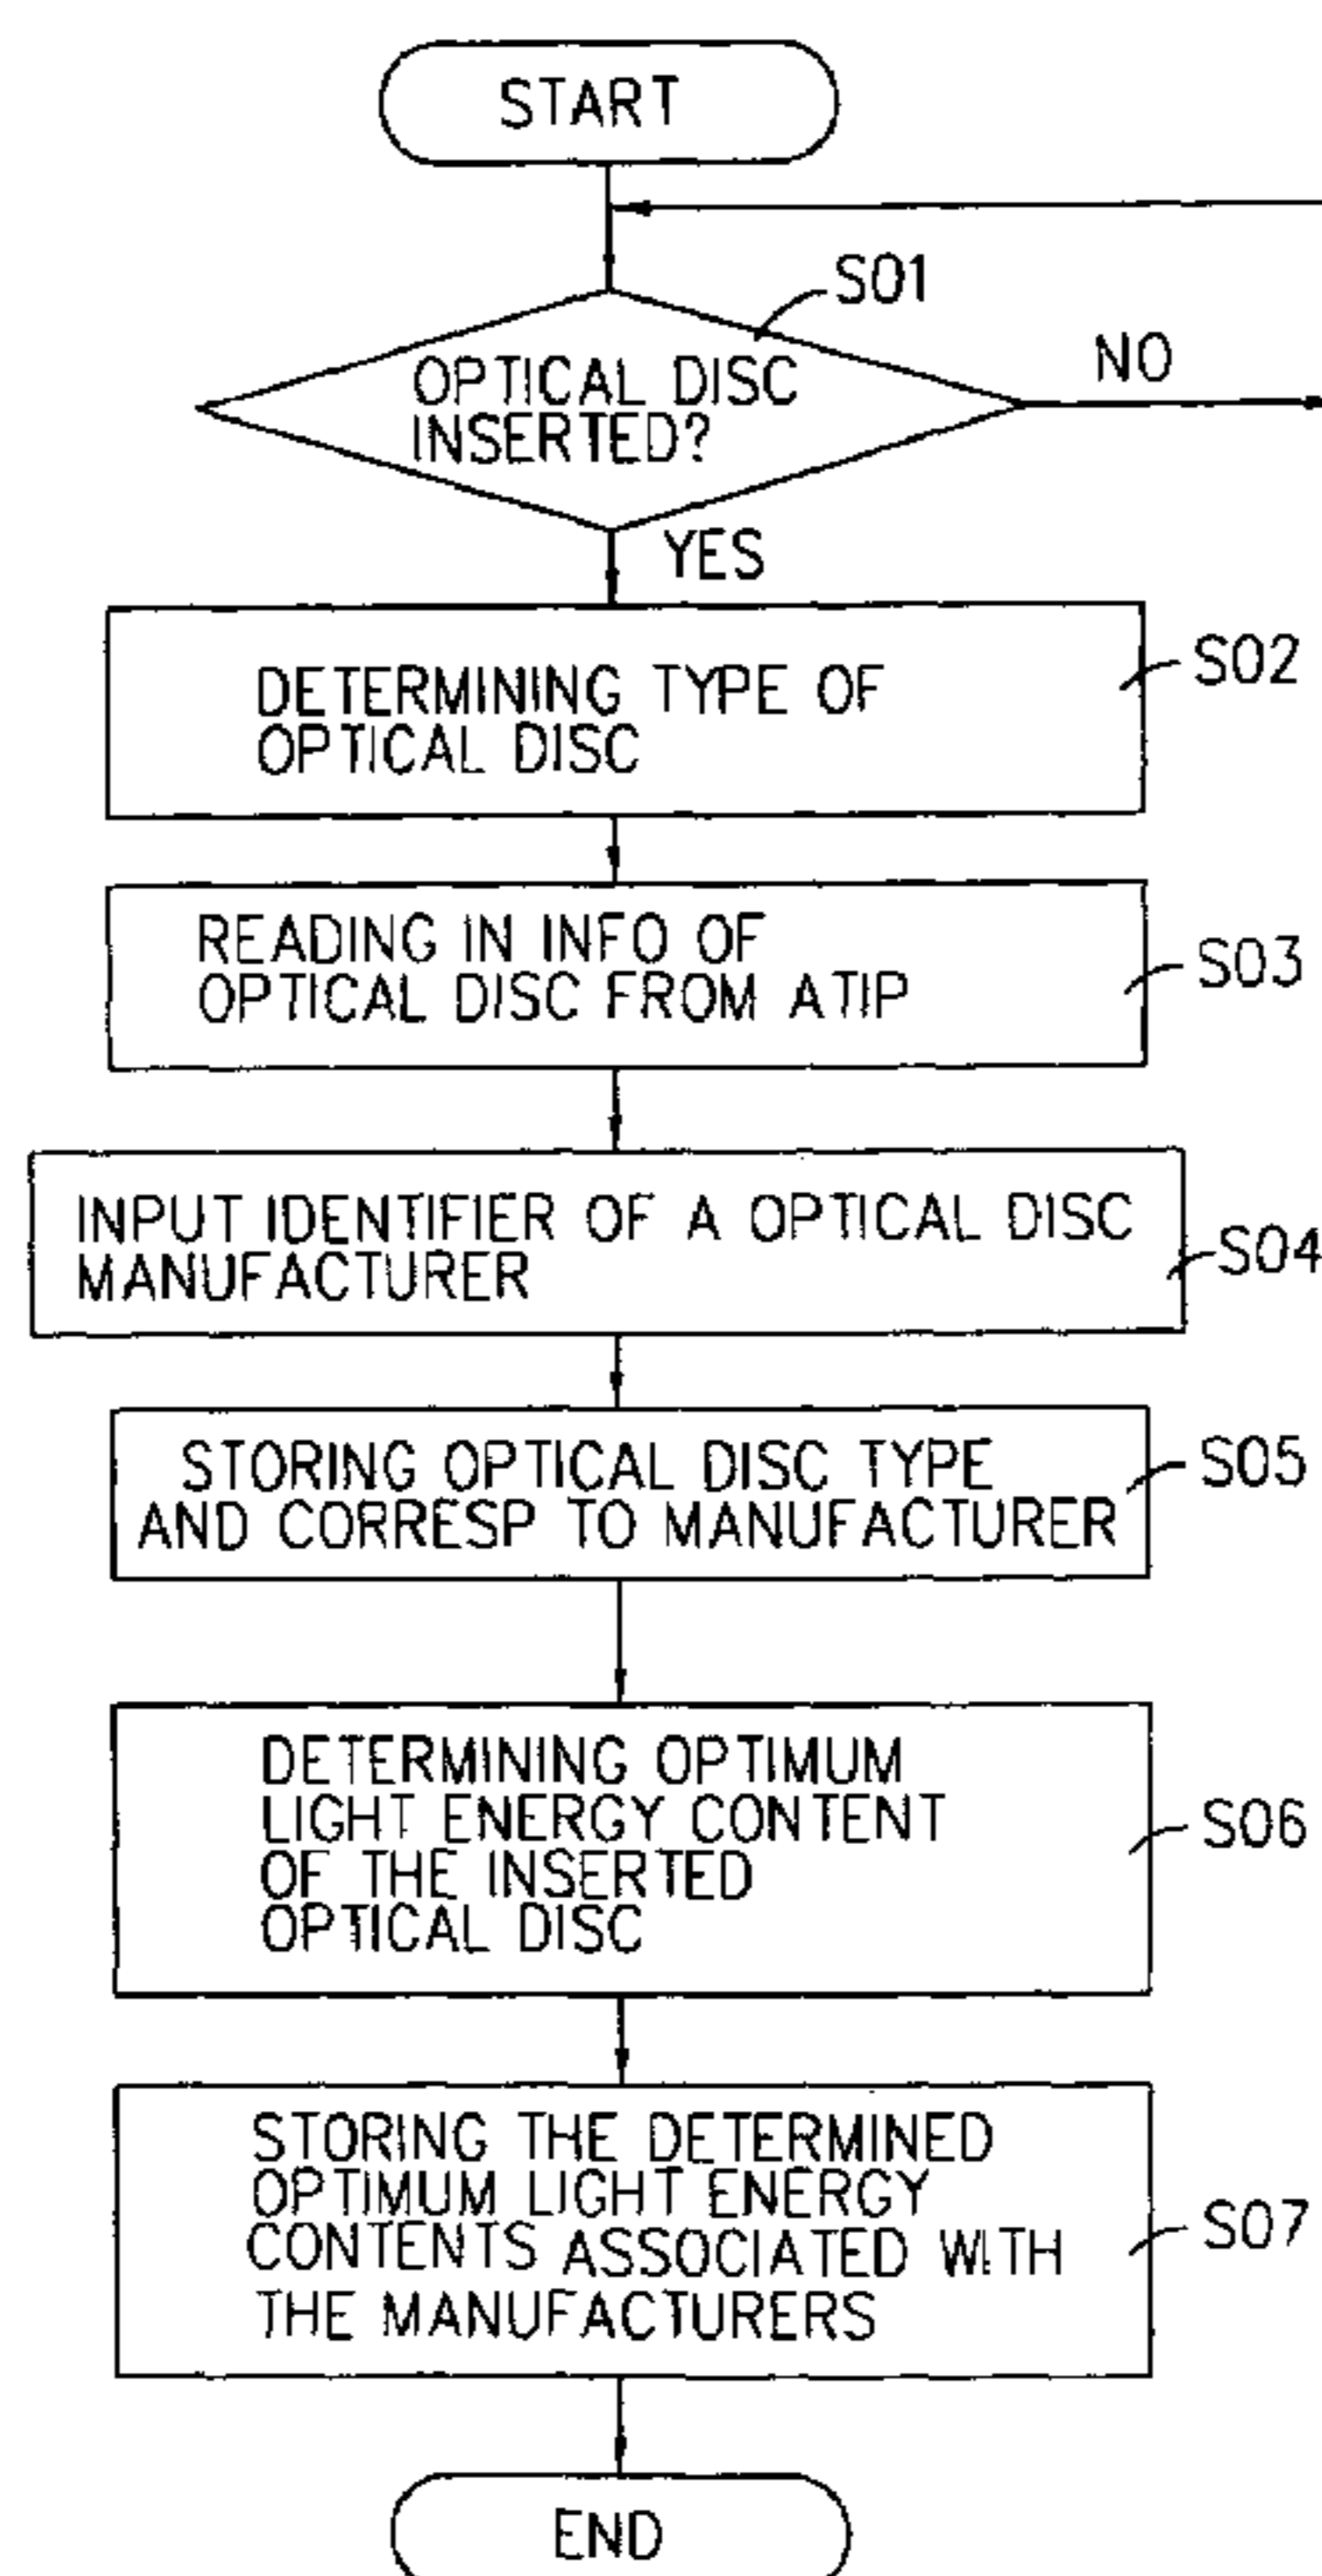 START
S01
OPTICAL DISC
INSERTED?
NO
YES
DETERMINING TYPE OF
OPTICAL DISC
S02
READING IN INFO OF
OPTICAL DISC FROM ATIP
S03
INPUT IDENTIFIER OF A OPTICAL DISC
MANUFACTURER
S04
STORING OPTICAL DISC TYPE
AND CORRESP TO MANUFACTURER
S05
DETERMINING OPTIMUM
LIGHT ENERGY CONTENT
OF THE INSERTED
OPTICAL DISC
S06
STORING THE DETERMINED
OPTIMUM LIGHT ENERGY
CONTENTS ASSOCIATED WITH
THE MANUFACTURERS
S07
END